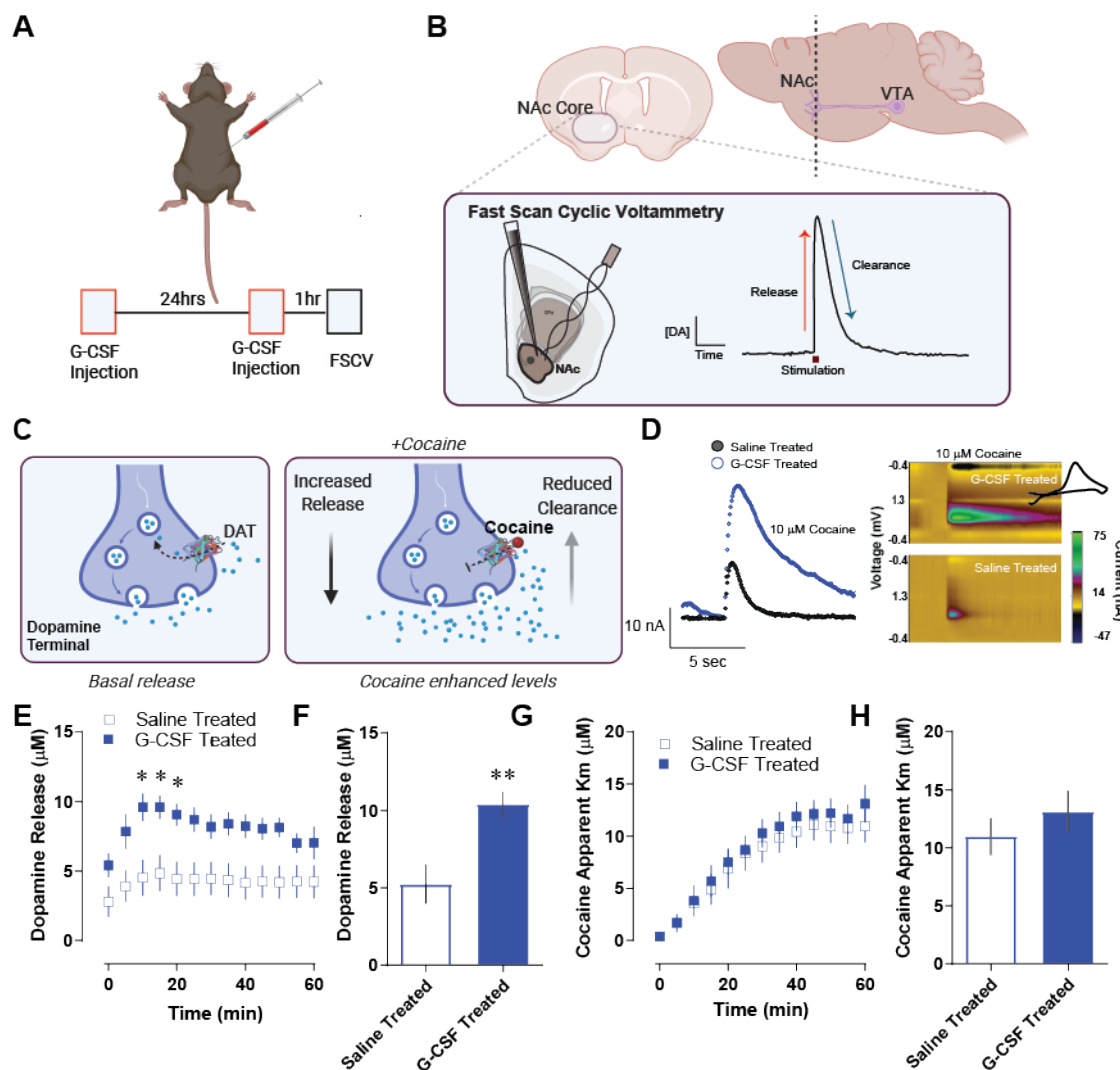 A
24hrs
1hr
G-CSF
Injection
G-CSF
Injection
FSCV
B
NAc Core
NAc
VTA
Fast Scan Cyclic Voltammetry
NAc
[DA]
Time
Release
Clearance
Stimulation
C
+Cocaine
DAT
Dopamine
Terminal
Increased
Release
Cocaine
Reduced
Clearance
Basal release
Cocaine enhanced levels
D
Saline Treated
G-CSF Treated
10 μM Cocaine
10 nA
5 sec
10 μM Cocaine
G-CSF Treated
Saline Treated
Voltage (mV)
-0.4
1.3
-0.4
1.3
-0.4
75
14
-47
E
Saline Treated
G-CSF Teated
Dopamine Release (μM)
15
10
5
0
* * *
0 20 40 60
Time (min)
F
Dopamine Release (μM)
15
10
5
0
**
Saline Treated
G-CSF Treated
G
Saline Treated
G-CSF Treated
Cocaine Apparent Km (μM)
20
15
10
5
0
0 20 40 60
Time (min)
H
Cocaine Apparent Km (μM)
20
15
10
5
0
Saline Treated
G-CSF Treated